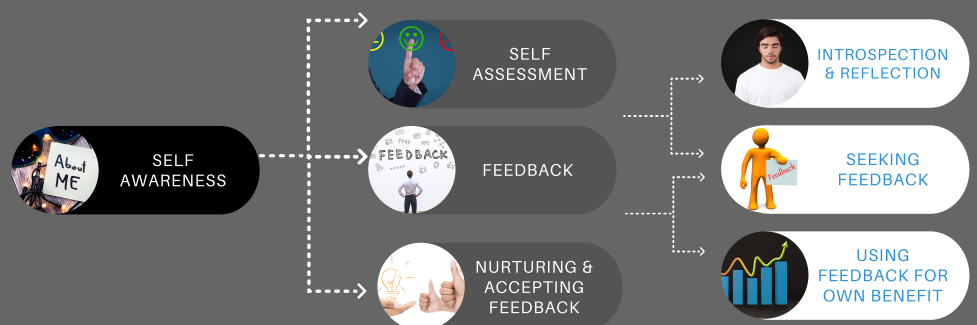 About
ME
SELF
AWARENESS
SELF
ASSESSMENT
FEEDBACK
FEEDBACK
NURTURING &
ACCEPTING
FEEDBACK
INTROSPECTION
& REFLECTION
Feedback
SEEKING
FEEDBACK
USING
FEEDBACK FOR
OWN BENEFIT